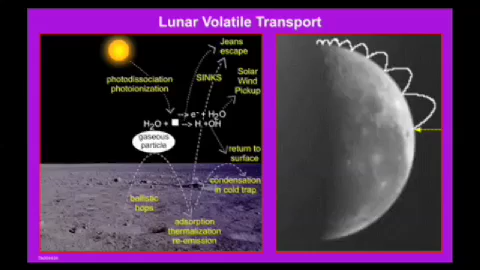 Lunar Volatile Transport
Jeans
escape
SINKS
photodissociation
photoionization
Solar
Wind
Pickup
--> e⁻ + H₂O
H₂O +
--> H + OH
gaseous
particle
return to
surface
condensation
in cold trap
ballistic
hops
adsorption
thermalization
re-emission